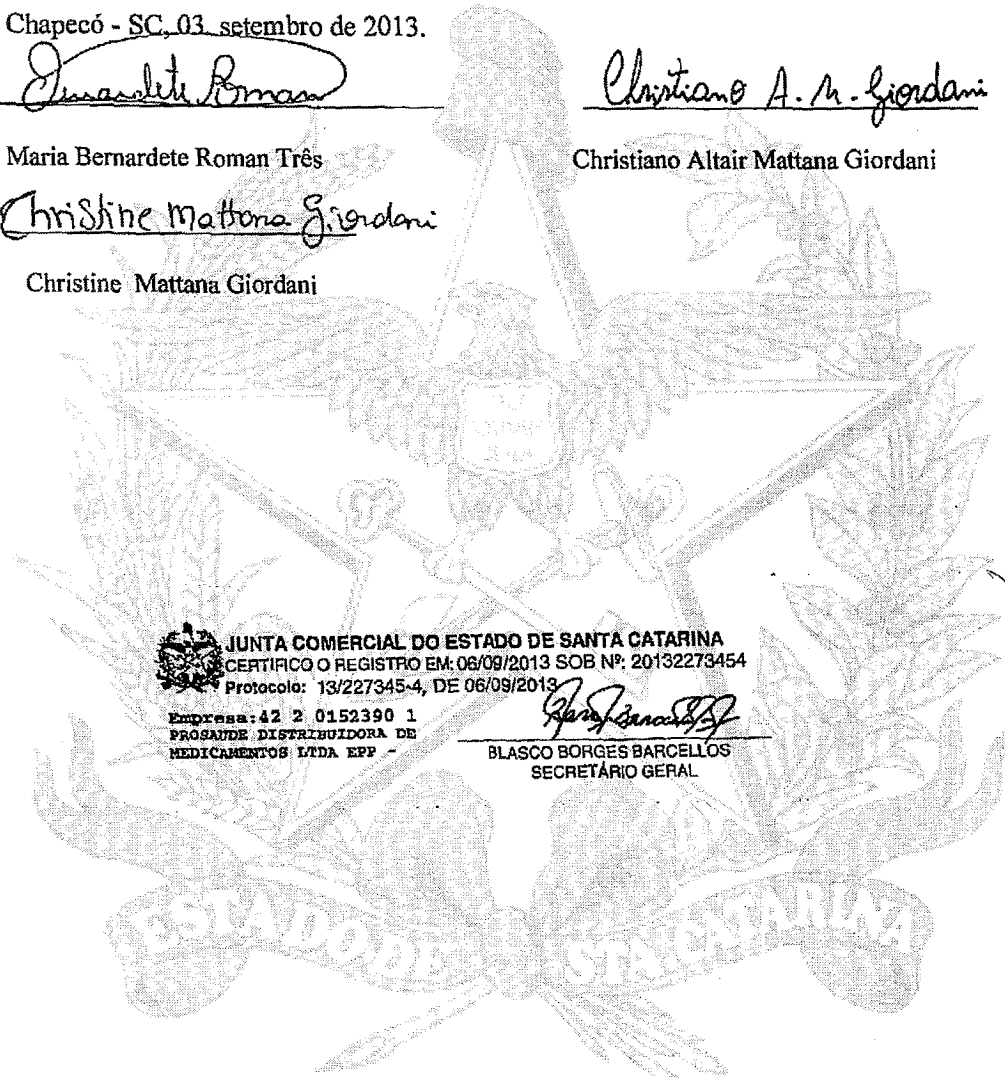 Chapecó - SC, 03 setembro de 2013.
Christiano A. M. Giordani
Maria Bernardete Roman Três
Christiano Altair Mattana Giordani
Christine Mattana Giordani
Christine Mattana Giordani
JUNTA COMERCIAL DO ESTADO DE SANTA CATARINA
CERTIFICO O REGISTRO EM: 06/09/2013 SOB Nº: 20132273454
Protocolo: 13/227345-4, DE 06/09/2013
Empresa:42 2 0152390 1
PROSAUDE DISTRIBUIDORA DE
MEDICAMENTOS LTDA EPP -
BLASCO BORGES BARCELLOS
SECRETÁRIO GERAL
ESTADO DE STA. CATARINA